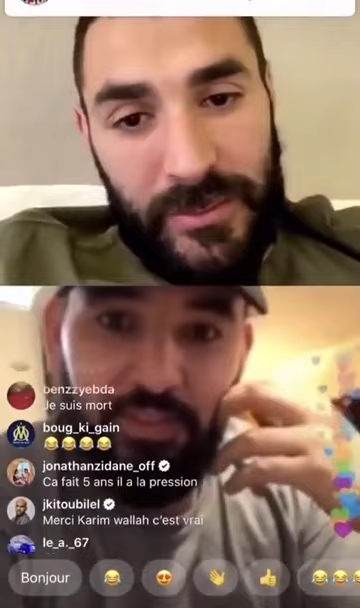 benzzyebda
Je suis mort
boug_ki_gain
😂😂😂😂
jonathanzidane_off
Ca fait 5 ans il a la pression
jkitoubilel
Merci Karim wallah c'est vrai
le_a._67
Bonjour